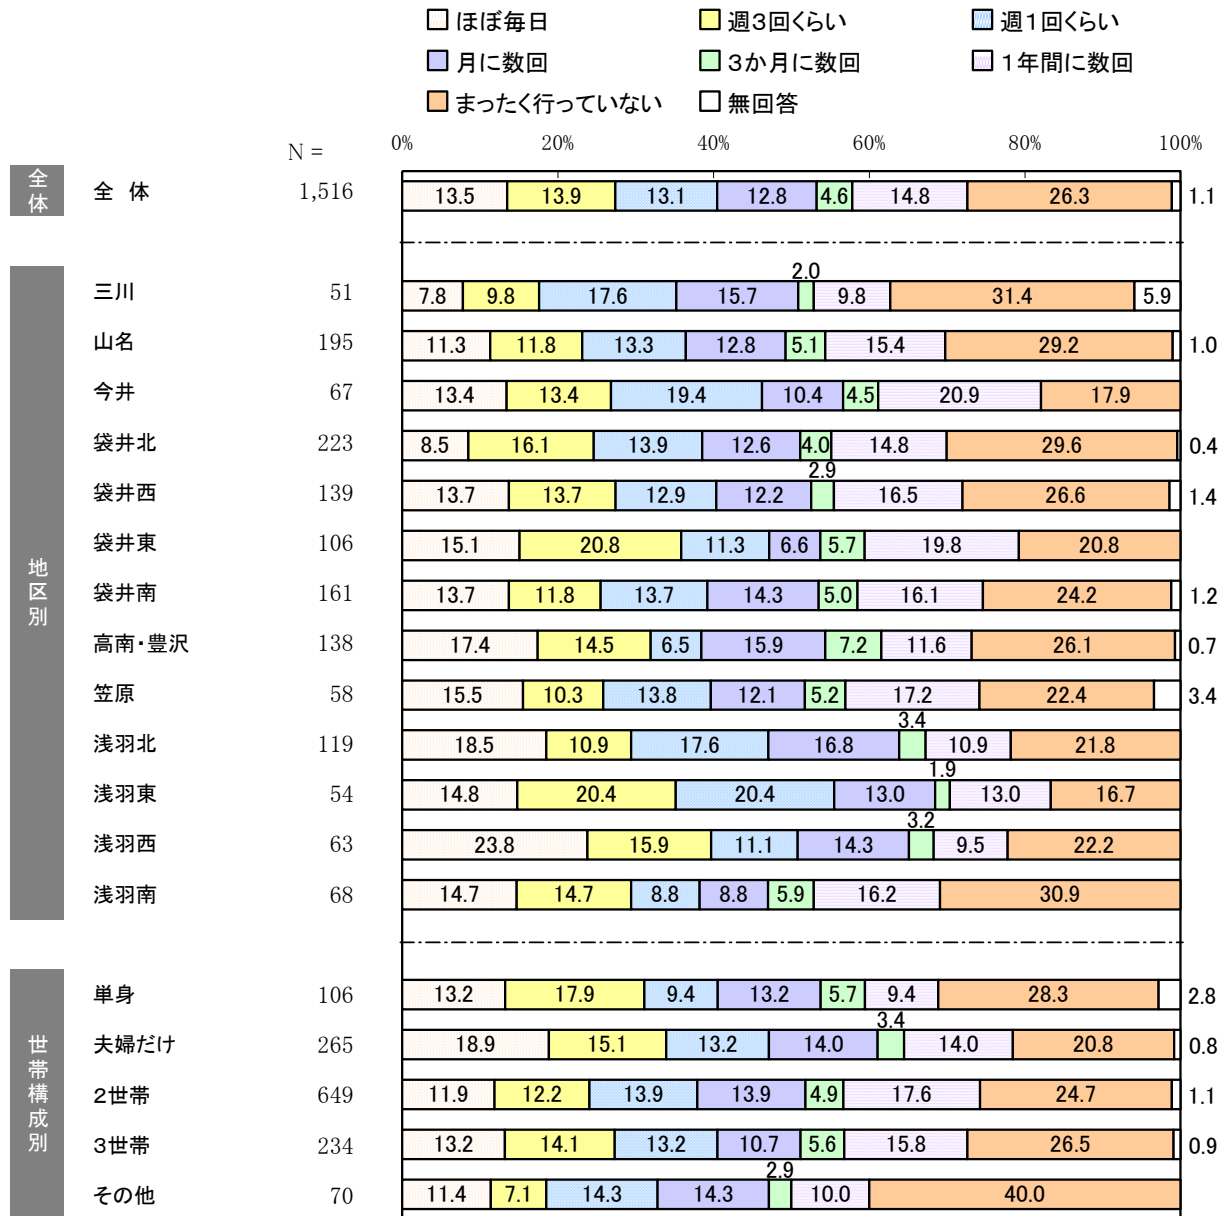 ほぼ毎日 週3回くらい 週1回くらい
月に数回 3か月に数回 1年間に数回
まったく行っていない 無回答
N = 0% 20% 40% 60% 80% 100%
全体 全 体 1,516 13.5 13.9 13.1 12.8 4.6 14.8 26.3 1.1
地区別
三川 51 7.8 9.8 17.6 15.7 2.0 9.8 31.4 5.9
山名 195 11.3 11.8 13.3 12.8 5.1 15.4 29.2 1.0
今井 67 13.4 13.4 19.4 10.4 4.5 20.9 17.9
袋井北 223 8.5 16.1 13.9 12.6 4.0 14.8 29.6 0.4
袋井西 139 13.7 13.7 12.9 12.2 2.9 16.5 26.6 1.4
袋井東 106 15.1 20.8 11.3 6.6 5.7 19.8 20.8
袋井南 161 13.7 11.8 13.7 14.3 5.0 16.1 24.2 1.2
高南・豊沢 138 17.4 14.5 6.5 15.9 7.2 11.6 26.1 0.7
笠原 58 15.5 10.3 13.8 12.1 5.2 17.2 22.4 3.4
浅羽北 119 18.5 10.9 17.6 16.8 3.4 10.9 21.8
浅羽東 54 14.8 20.4 20.4 13.0 1.9 13.0 16.7
浅羽西 63 23.8 15.9 11.1 14.3 3.2 9.5 22.2
浅羽南 68 14.7 14.7 8.8 8.8 5.9 16.2 30.9
世帯構成別
単身 106 13.2 17.9 9.4 13.2 5.7 9.4 28.3 2.8
夫婦だけ 265 18.9 15.1 13.2 14.0 3.4 14.0 20.8 0.8
2世帯 649 11.9 12.2 13.9 13.9 4.9 17.6 24.7 1.1
3世帯 234 13.2 14.1 13.2 10.7 5.6 15.8 26.5 0.9
その他 70 11.4 7.1 14.3 14.3 2.9 10.0 40.0